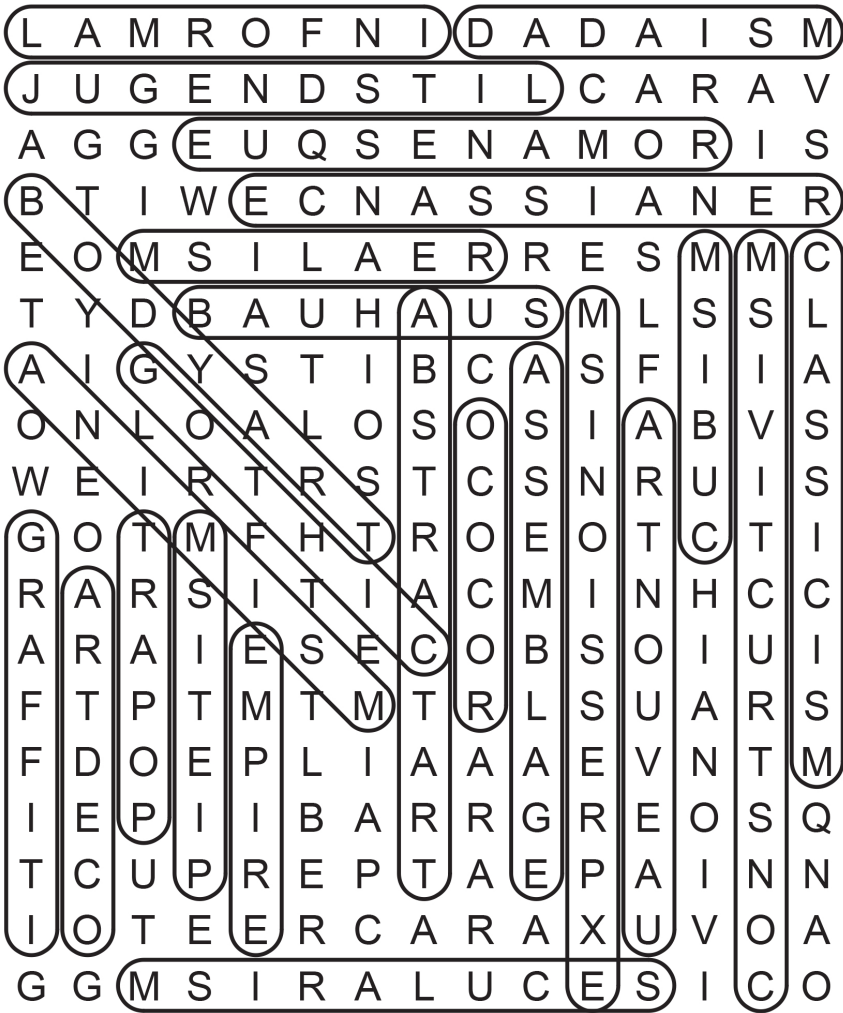 L A M R O F N I D A D A I S M
J U G E N D S T I L C A R A V
A G G E U Q S E N A M O R I S
B T I W E C N A S S I A N E R
E O M S I L A E R R E S M M C
T Y D B A U H A U S M L S S L
A I G Y S T I B C A S F I I A
O N L O A L O S O S I A B V S
W E I R T R S T C S N R U I S
G O T M F H T R O E O T C T I
R A R S I T I A C M I N H C C
A R A I E S E C O B S O I U I
F T P T M T M T R L S U A R S
F D O E P L I A A A E V N T M
I E P I I B A R R G R E O S Q
T C U P R E P T A E P A I N N
I O T E E R C A R A X U V O A
G G M S I R A L U C E S I C O